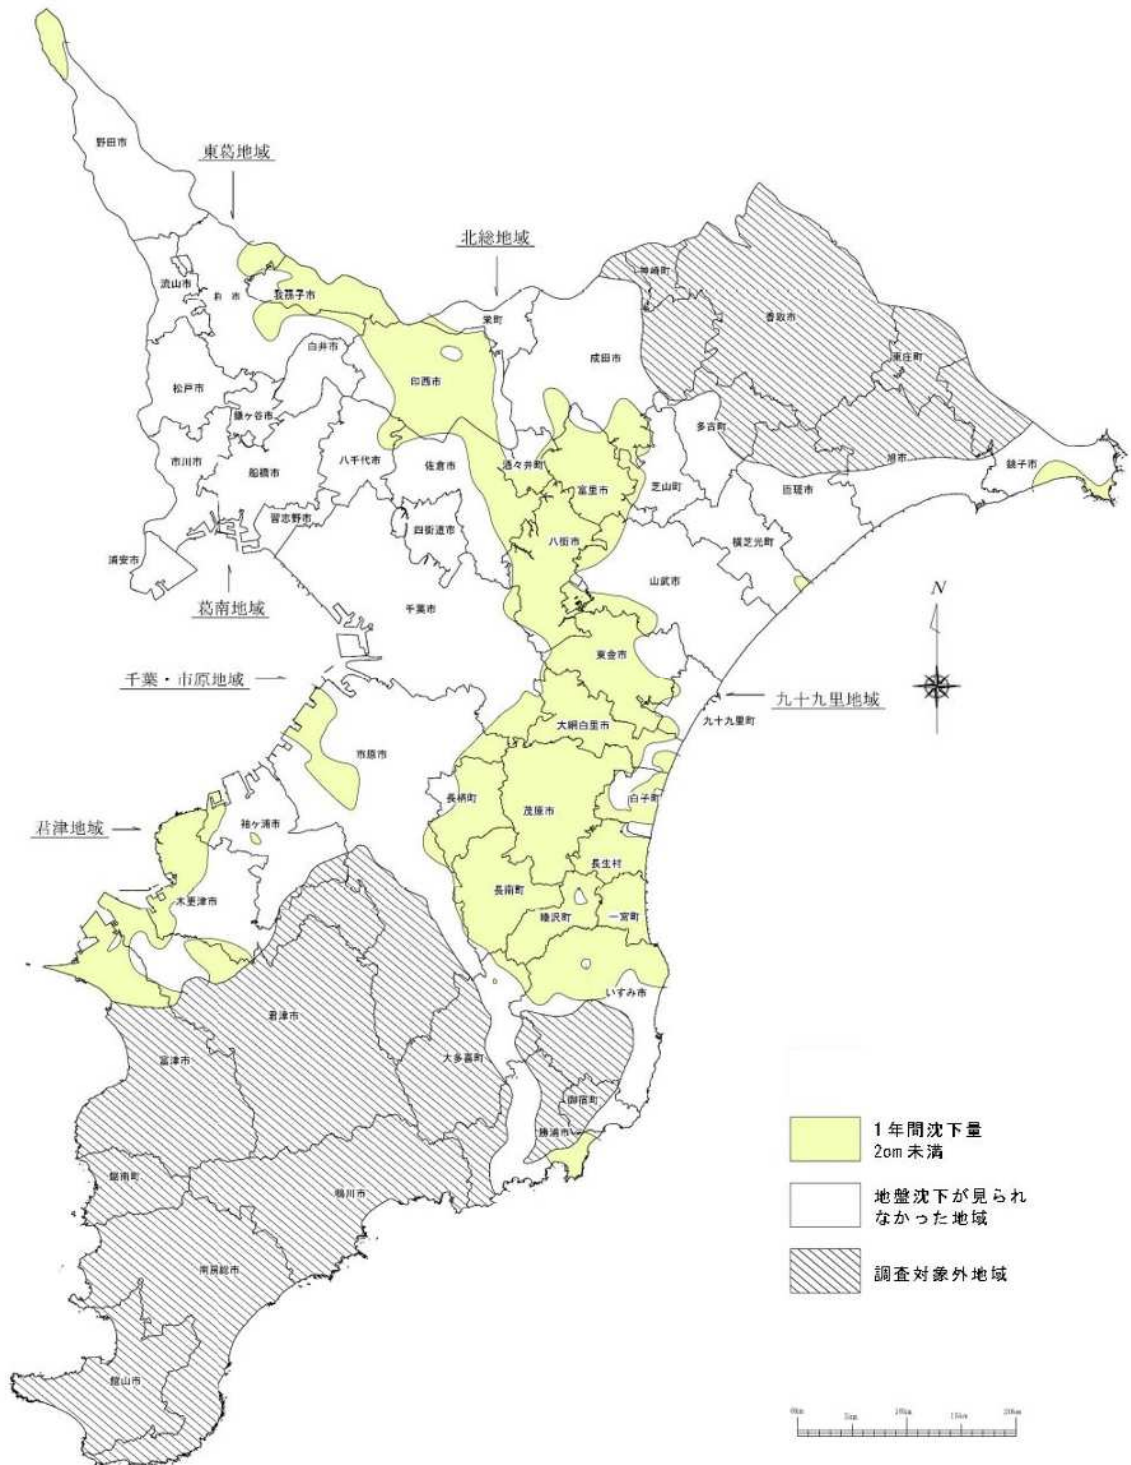 野田市
東葛地域
北総地域
神崎町
流山市
柏市
我孫子市
栄町
香取市
成田市
東庄町
白井市
印西市
松戸市
鎌ヶ谷市
多古町
市川市
船橋市
八千代市
佐倉市
酒々井町
旭市
銚子市
富里市
芝山町
匝瑳市
習志野市
四街道市
八街市
横芝光町
浦安市
山武市
葛南地域
千葉市
N
東金市
千葉・市原地域
九十九里地域
九十九里町
大網白里市
市原市
長柄町
茂原市
白子町
君津地域
袖ヶ浦市
長生村
長南町
木更津市
睦沢町
一宮町
いすみ市
君津市
富津市
大多喜町
御宿町
勝浦市
1年間沈下量
2cm未満
鋸南町
鴨川市
地盤沈下が見られ
なかった地域
南房総市
調査対象外地域
館山市
0km 5km 10km 15km 20km